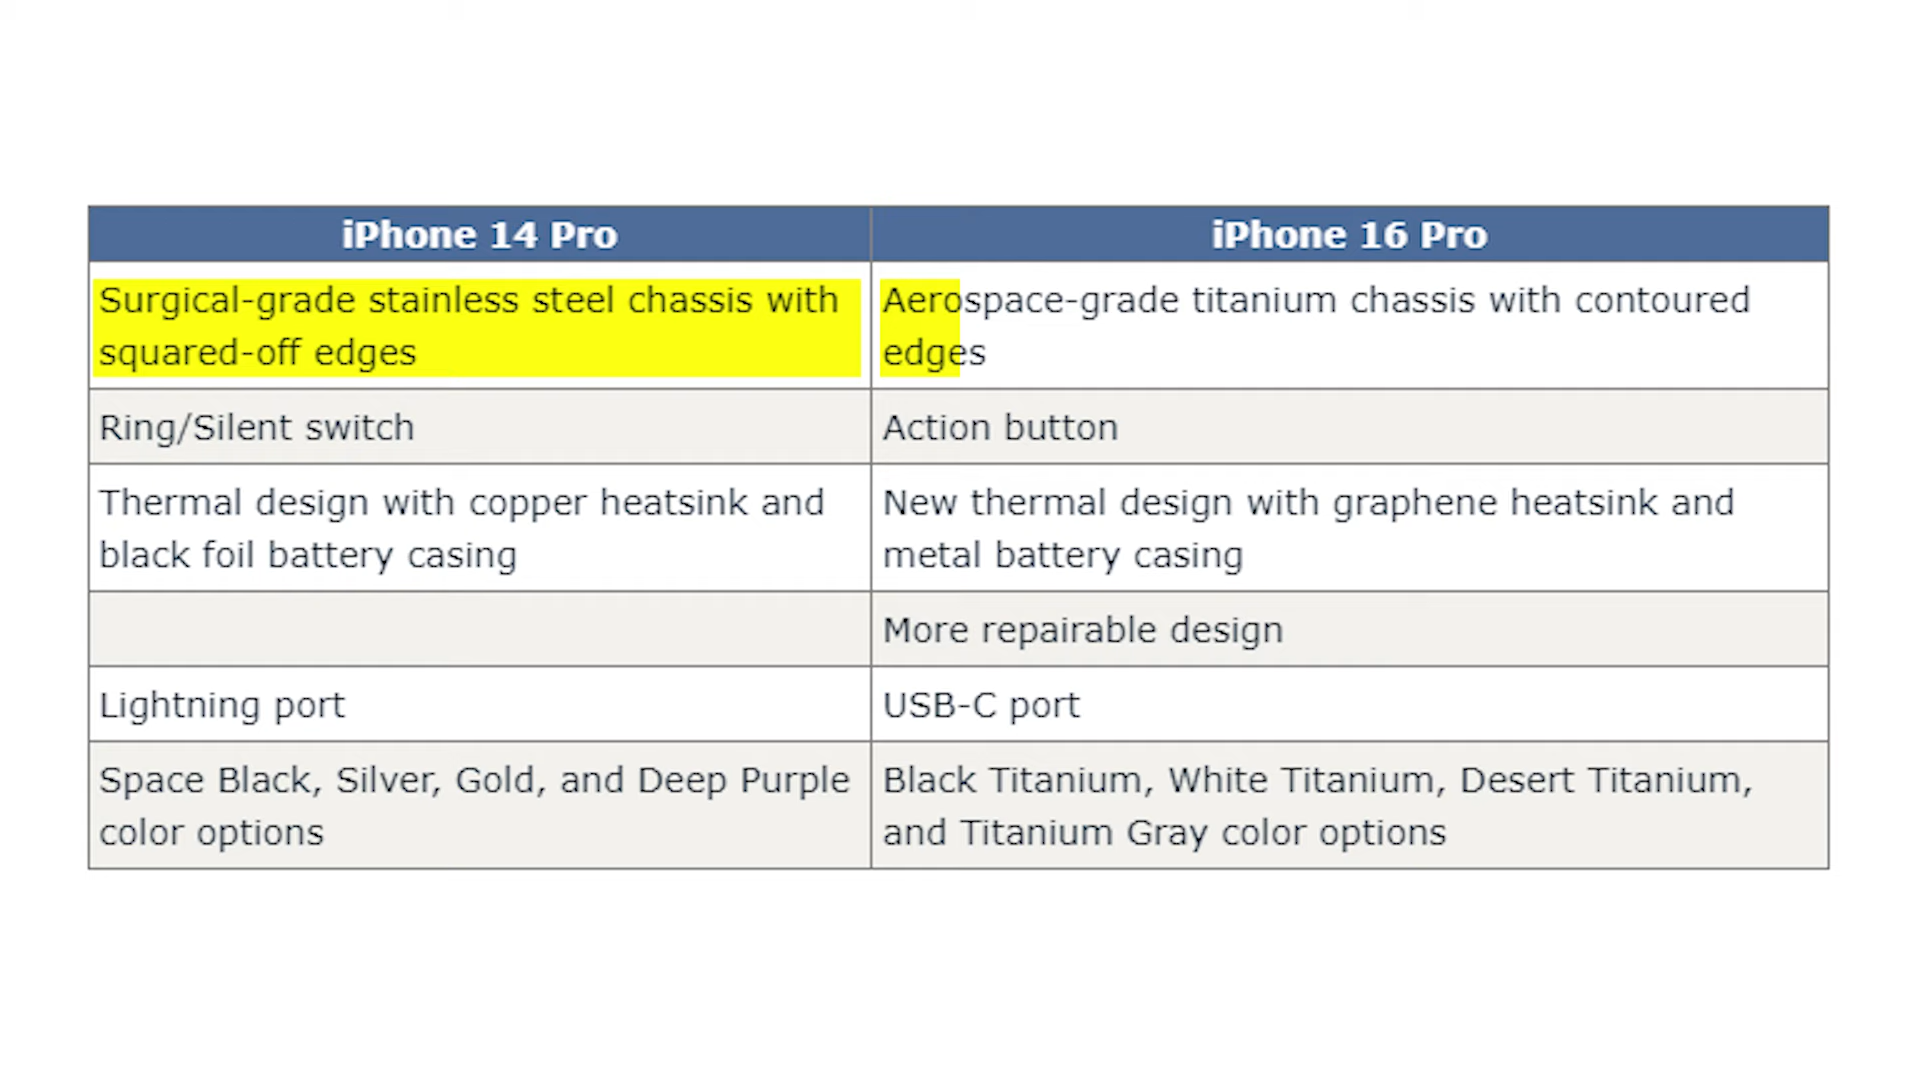 iPhone 14 Pro
iPhone 16 Pro
Surgical-grade stainless steel chassis with
squared-off edges
Aerospace-grade titanium chassis with contoured
edges
Ring/Silent switch
Action button
Thermal design with copper heatsink and
black foil battery casing
New thermal design with graphene heatsink and
metal battery casing
More repairable design
Lightning port
USB-C port
Space Black, Silver, Gold, and Deep Purple
color options
Black Titanium, White Titanium, Desert Titanium,
and Titanium Gray color options